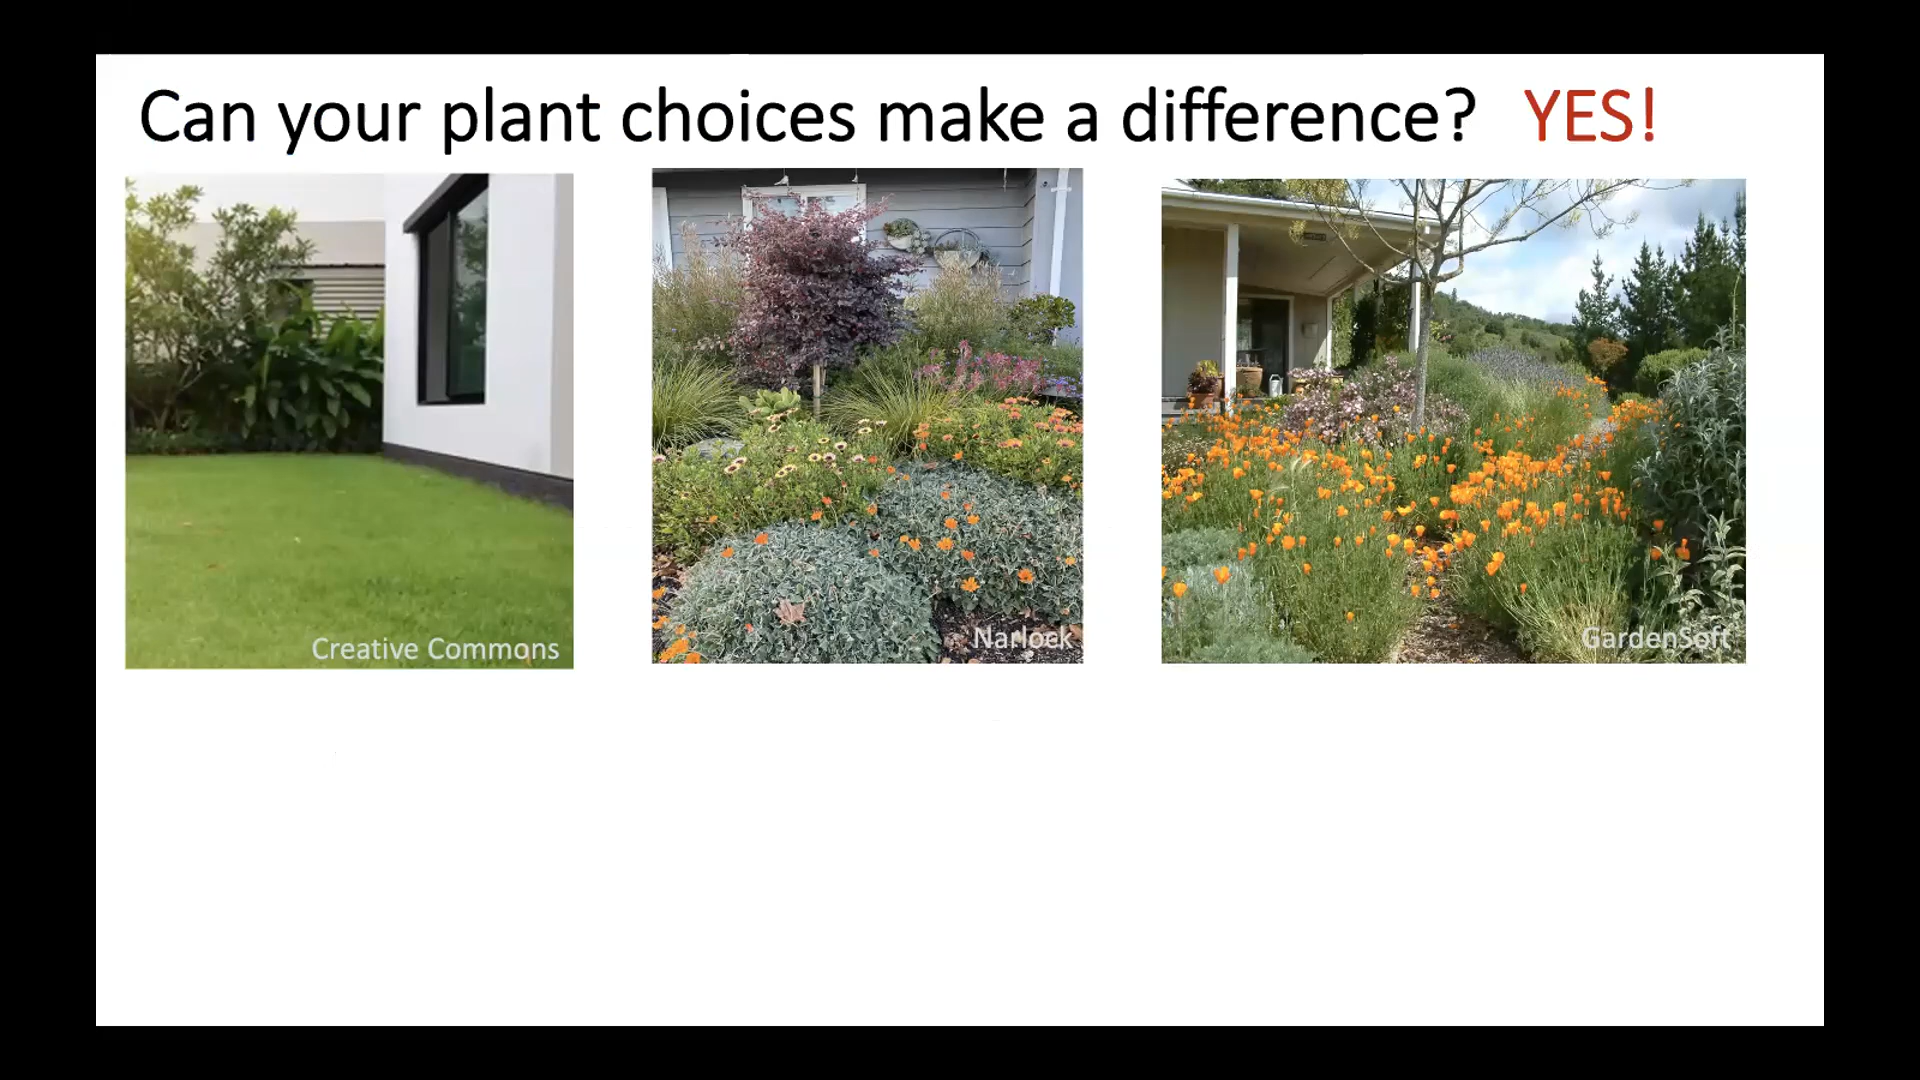 Can your plant choices make a difference? YES!
Creative Commons
Narlock
GardenSoft